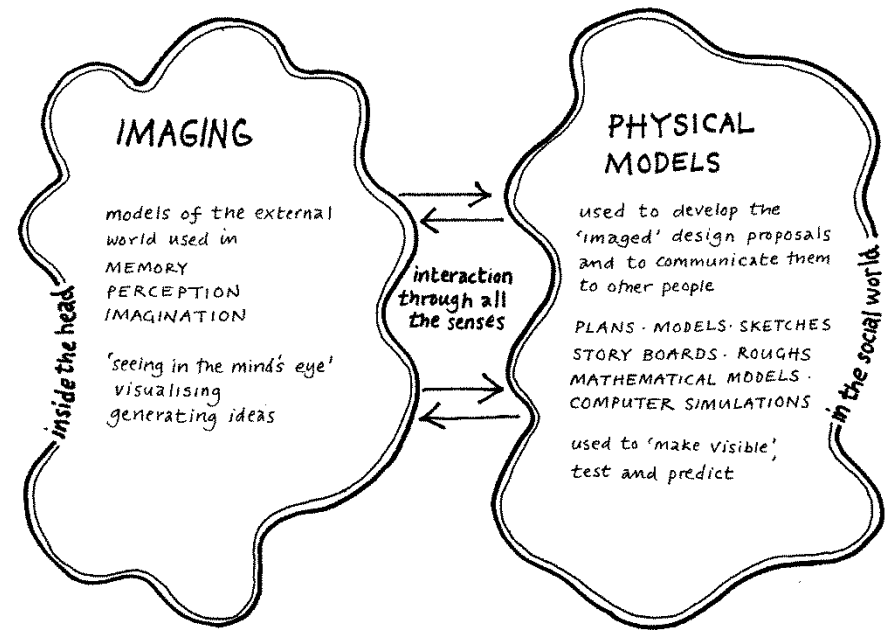 IMAGING
models of the external
world used in
MEMORY
PERCEPTION
IMAGINATION
'seeing in the mind's eye'
visualising
generating ideas
inside the head
interaction
through all
the senses
PHYSICAL
MODELS
used to develop the
'imaged' design proposals
and to communicate them
to other people
PLANS · MODELS · SKETCHES
STORY BOARDS · ROUGHS
MATHEMATICAL MODELS ·
COMPUTER SIMULATIONS
used to 'make visible',
test and predict
in the social world